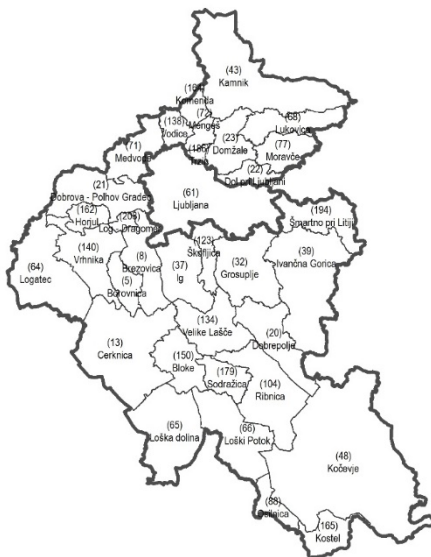 (43)
Kamnik
(164)
Komenda
(72)
Mengeš
(68)
Lukovica
(138)
Vodice
(23)
Domžale
(77)
Moravče
(186)
Trzin
(71)
Medvode
(22)
Dol pri Ljubljani
(21)
Dobrova - Polhov Gradec
(61)
Ljubljana
(162)
Horjul
(208)
Log - Dragomer
(194)
Šmartno pri Litiji
(140)
Vrhnika
(8)
Brezovica
(123)
Škofljica
(32)
Grosuplje
(39)
Ivančna Gorica
(64)
Logatec
(37)
Ig
(5)
Borovnica
(134)
Velike Lašče
(20)
Dobrepolje
(13)
Cerknica
(150)
Bloke
(179)
Sodražica
(104)
Ribnica
(65)
Loška dolina
(66)
Loški Potok
(48)
Kočevje
(88)
Osilnica
(165)
Kostel